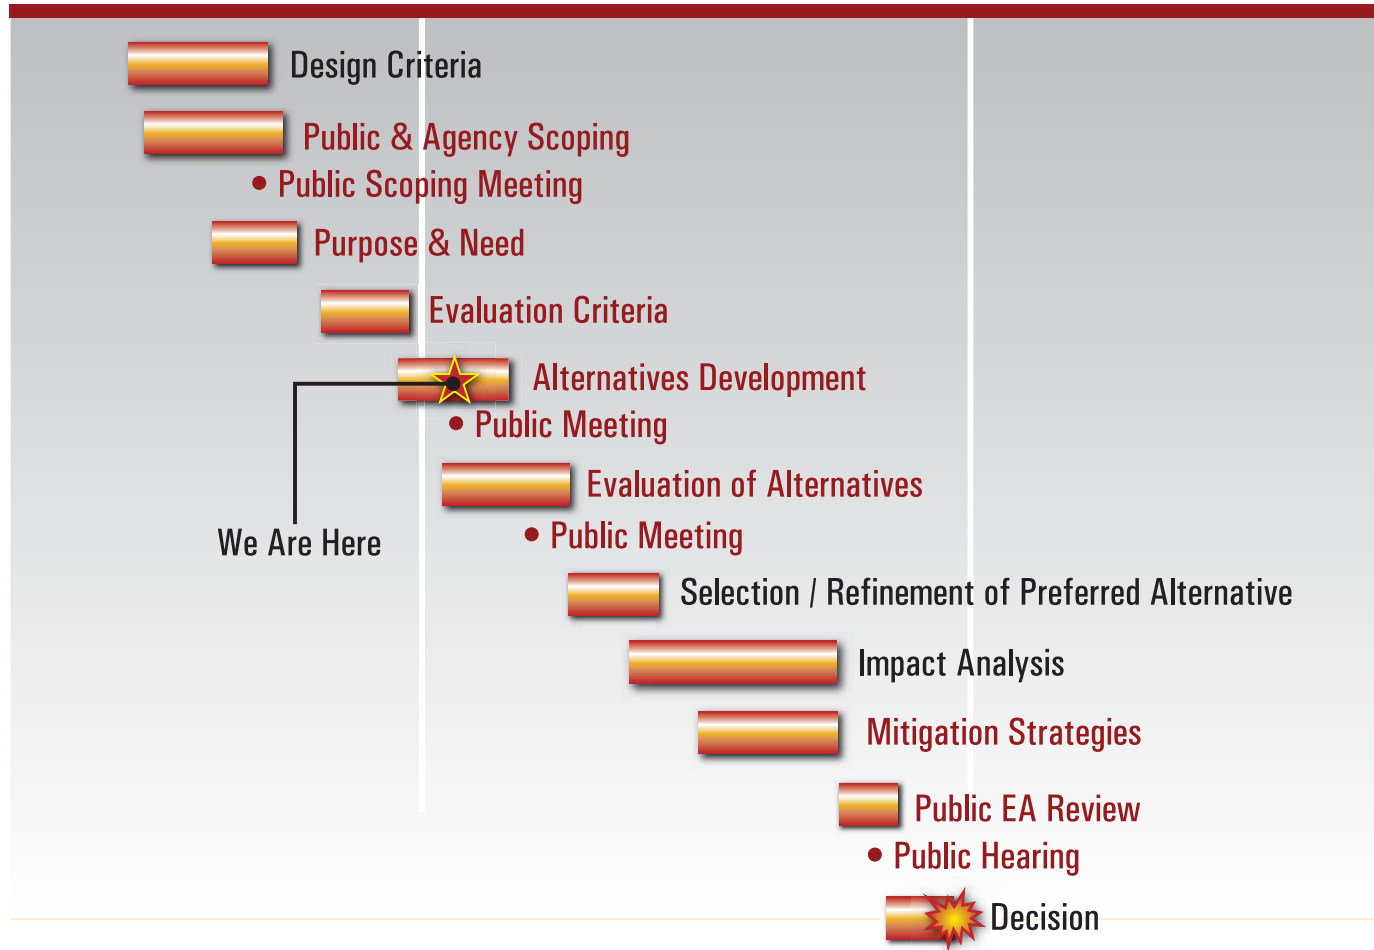 Design Criteria
Public & Agency Scoping
• Public Scoping Meeting
Purpose & Need
Evaluation Criteria
Alternatives Development
• Public Meeting
Evaluation of Alternatives
We Are Here
• Public Meeting
Selection / Refinement of Preferred Alternative
Impact Analysis
Mitigation Strategies
Public EA Review
• Public Hearing
Decision